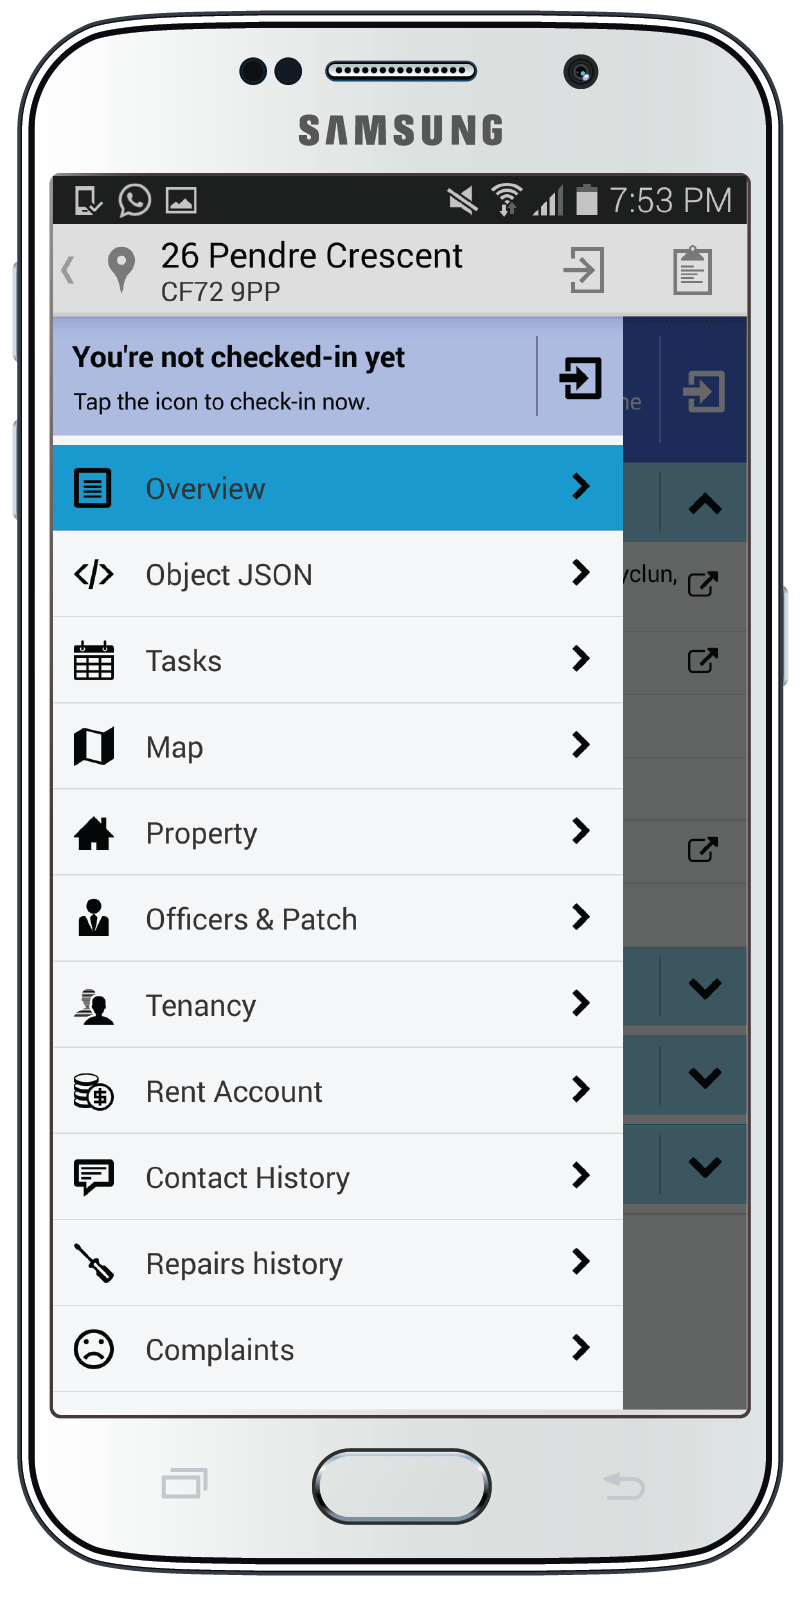 SAMSUNG
7:53 PM
26 Pendre Crescent
CF72 9PP
You're not checked-in yet
Tap the icon to check-in now.
Overview
Object JSON
Tasks
Map
Property
Officers & Patch
Tenancy
Rent Account
Contact History
Repairs history
Complaints